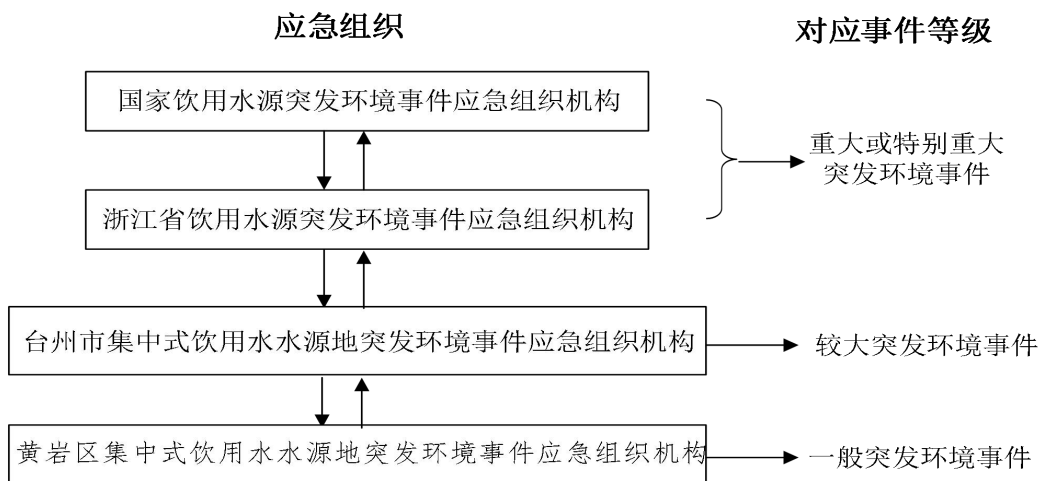 应急组织
对应事件等级
国家饮用水源突发环境事件应急组织机构
重大或特别重大
突发环境事件
浙江省饮用水源突发环境事件应急组织机构
台州市集中式饮用水水源地突发环境事件应急组织机构
较大突发环境事件
黄岩区集中式饮用水水源地突发环境事件应急组织机构
一般突发环境事件